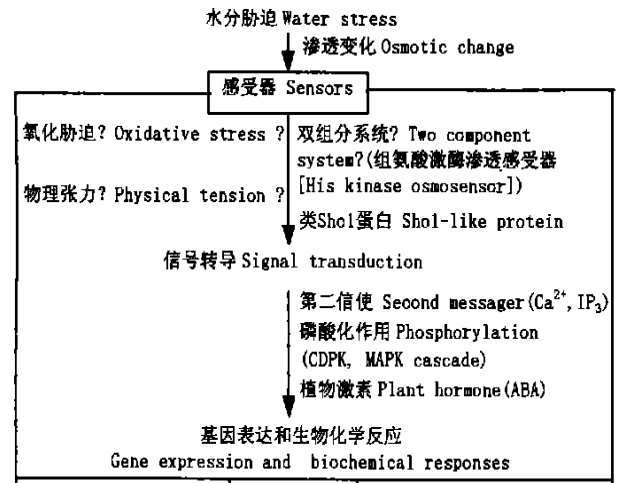 水分胁迫 Water stress
渗透变化 Osmotic change
感受器 Sensors
氧化胁迫? Oxidative stress ?
双组分系统? Two component
system?(组氨酸激酶渗透感受器
[His kinase osmosensor])
物理张力? Physical tension ?
类Sho1蛋白 Sho1-like protein
信号转导 Signal transduction
第二信使 Second messager(Ca²⁺, IP₃)
磷酸化作用 Phosphorylation
(CDPK, MAPK cascade)
植物激素 Plant hormone(ABA)
基因表达和生物化学反应
Gene expression and biochemical responses